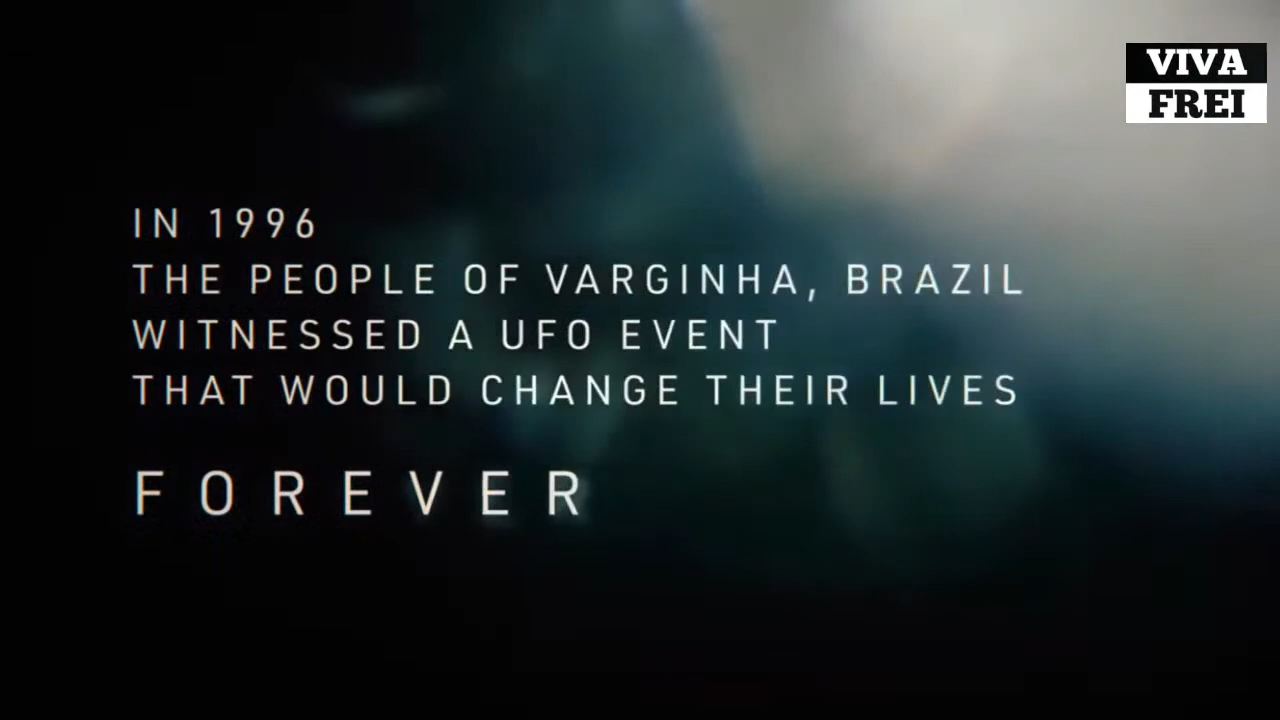 VIVA
FREI
IN 1996
THE PEOPLE OF VARGINHA, BRAZIL
WITNESSED A UFO EVENT
THAT WOULD CHANGE THEIR LIVES
FOREVER